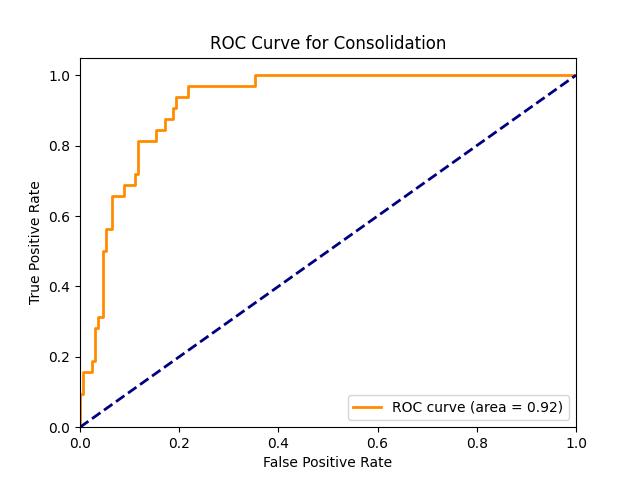 ROC Curve for Consolidation
True Positive Rate
1.0
0.8
0.6
0.4
0.2
0.0
0.0 0.2 0.4 0.6 0.8 1.0
False Positive Rate
ROC curve (area = 0.92)